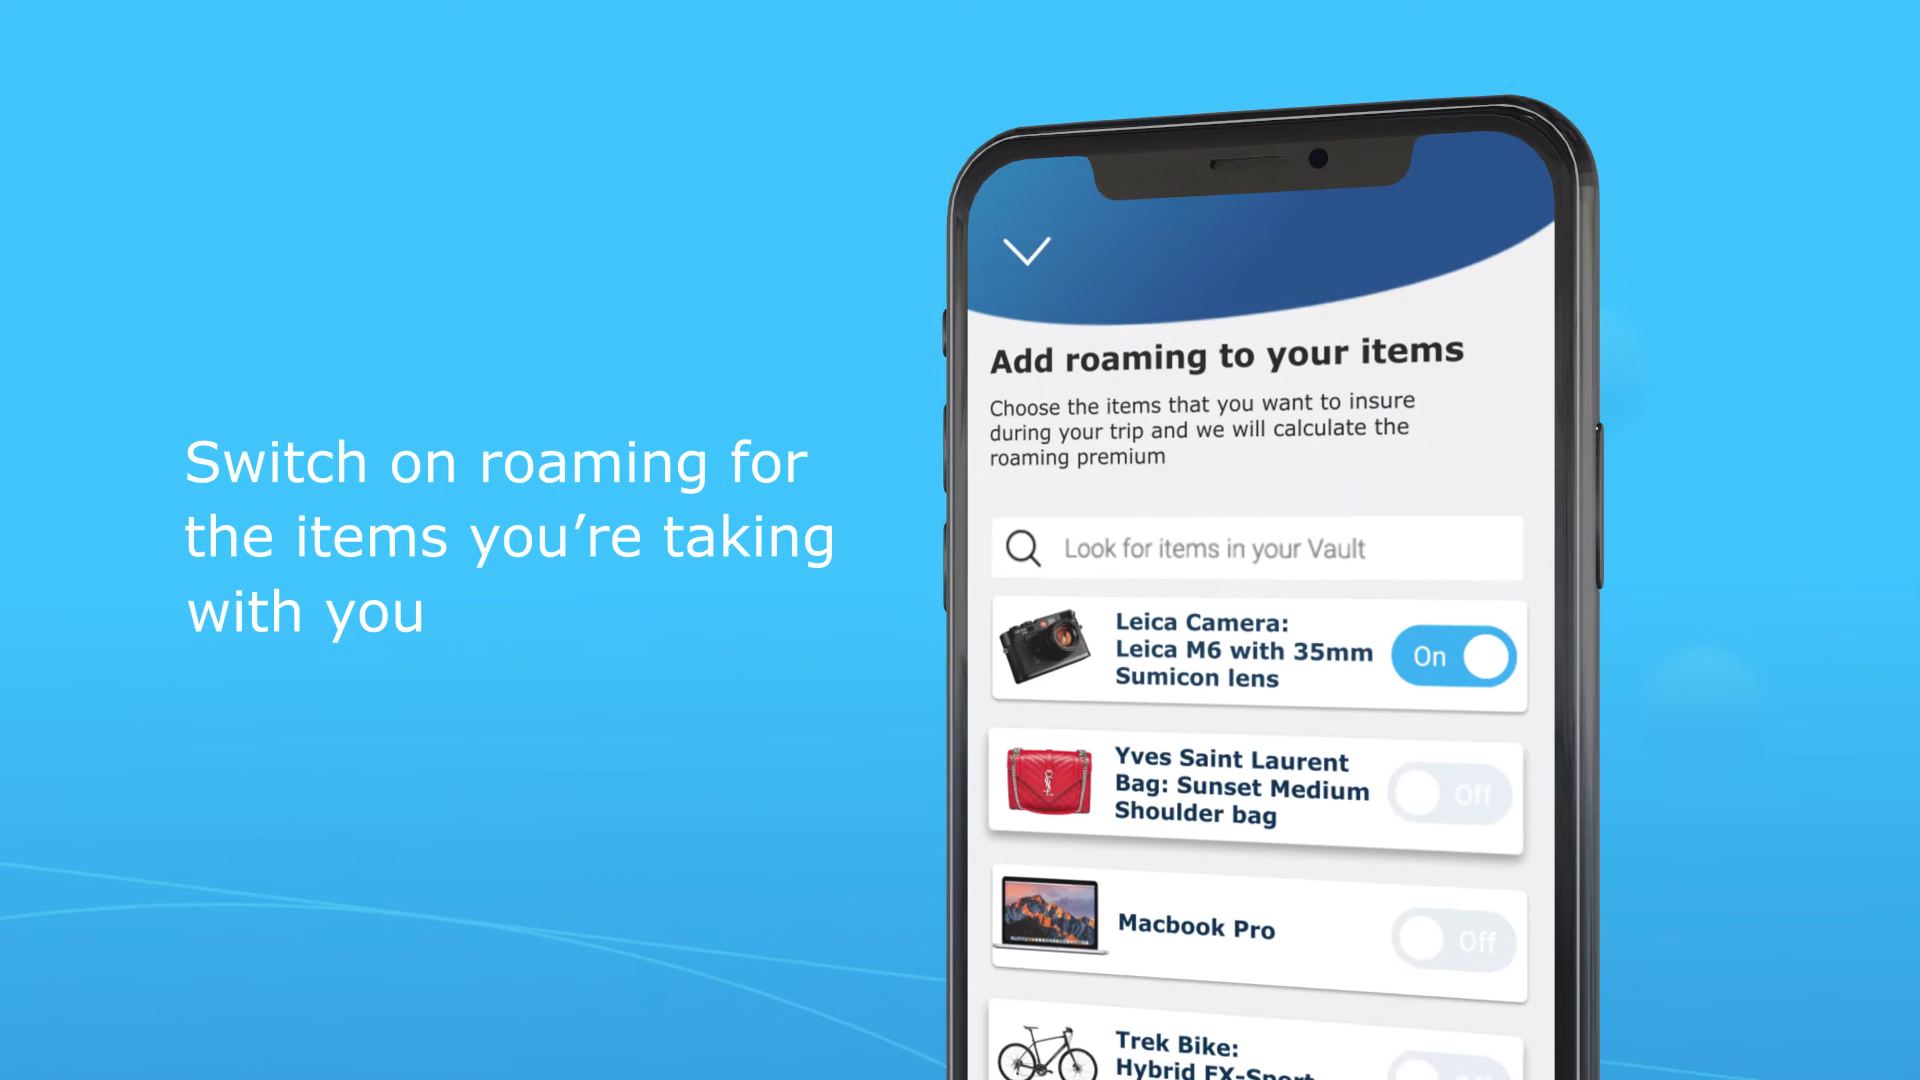 Switch on roaming for
the items you're taking
with you
Add roaming to your items
Choose the items that you want to insure
during your trip and we will calculate the
roaming premium
Look for items in your Vault
Leica Camera:
Leica M6 with 35mm
Sumicon lens
On
Yves Saint Laurent
Bag: Sunset Medium
Shoulder bag
Off
Macbook Pro
Off
Trek Bike:
Hybrid FX-Sport